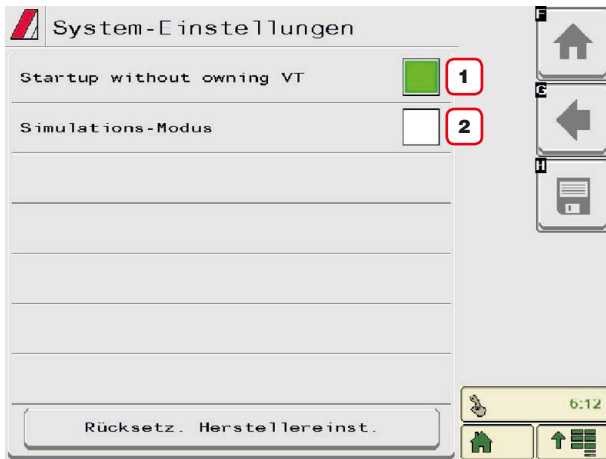 System-Einstellungen
Startup without owning VT
1
Simulations-Modus
2
Rücksetz. Herstellereinst.
F
G
H
6:12